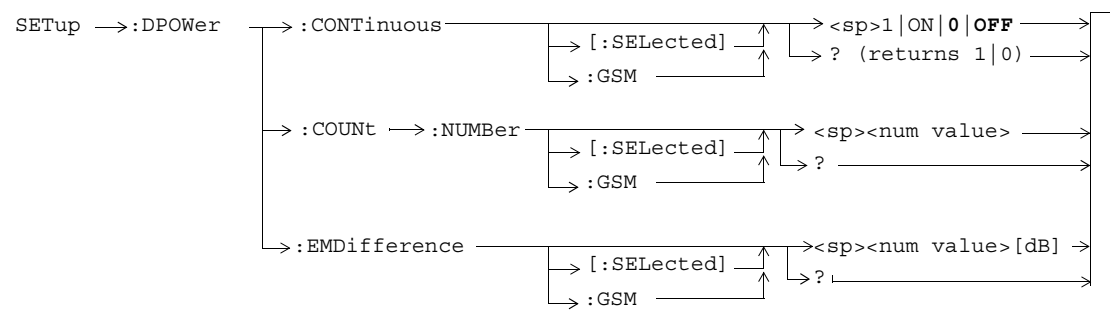 SETup :DPOWer :CONTinuous <sp>1|ON|0|OFF
[:SELected] ? (returns 1|0)
:GSM
:COUNt :NUMBer <sp><num value>
[:SELected] ?
:GSM
:EMDifference <sp><num value>[dB]
[:SELected] ?
:GSM